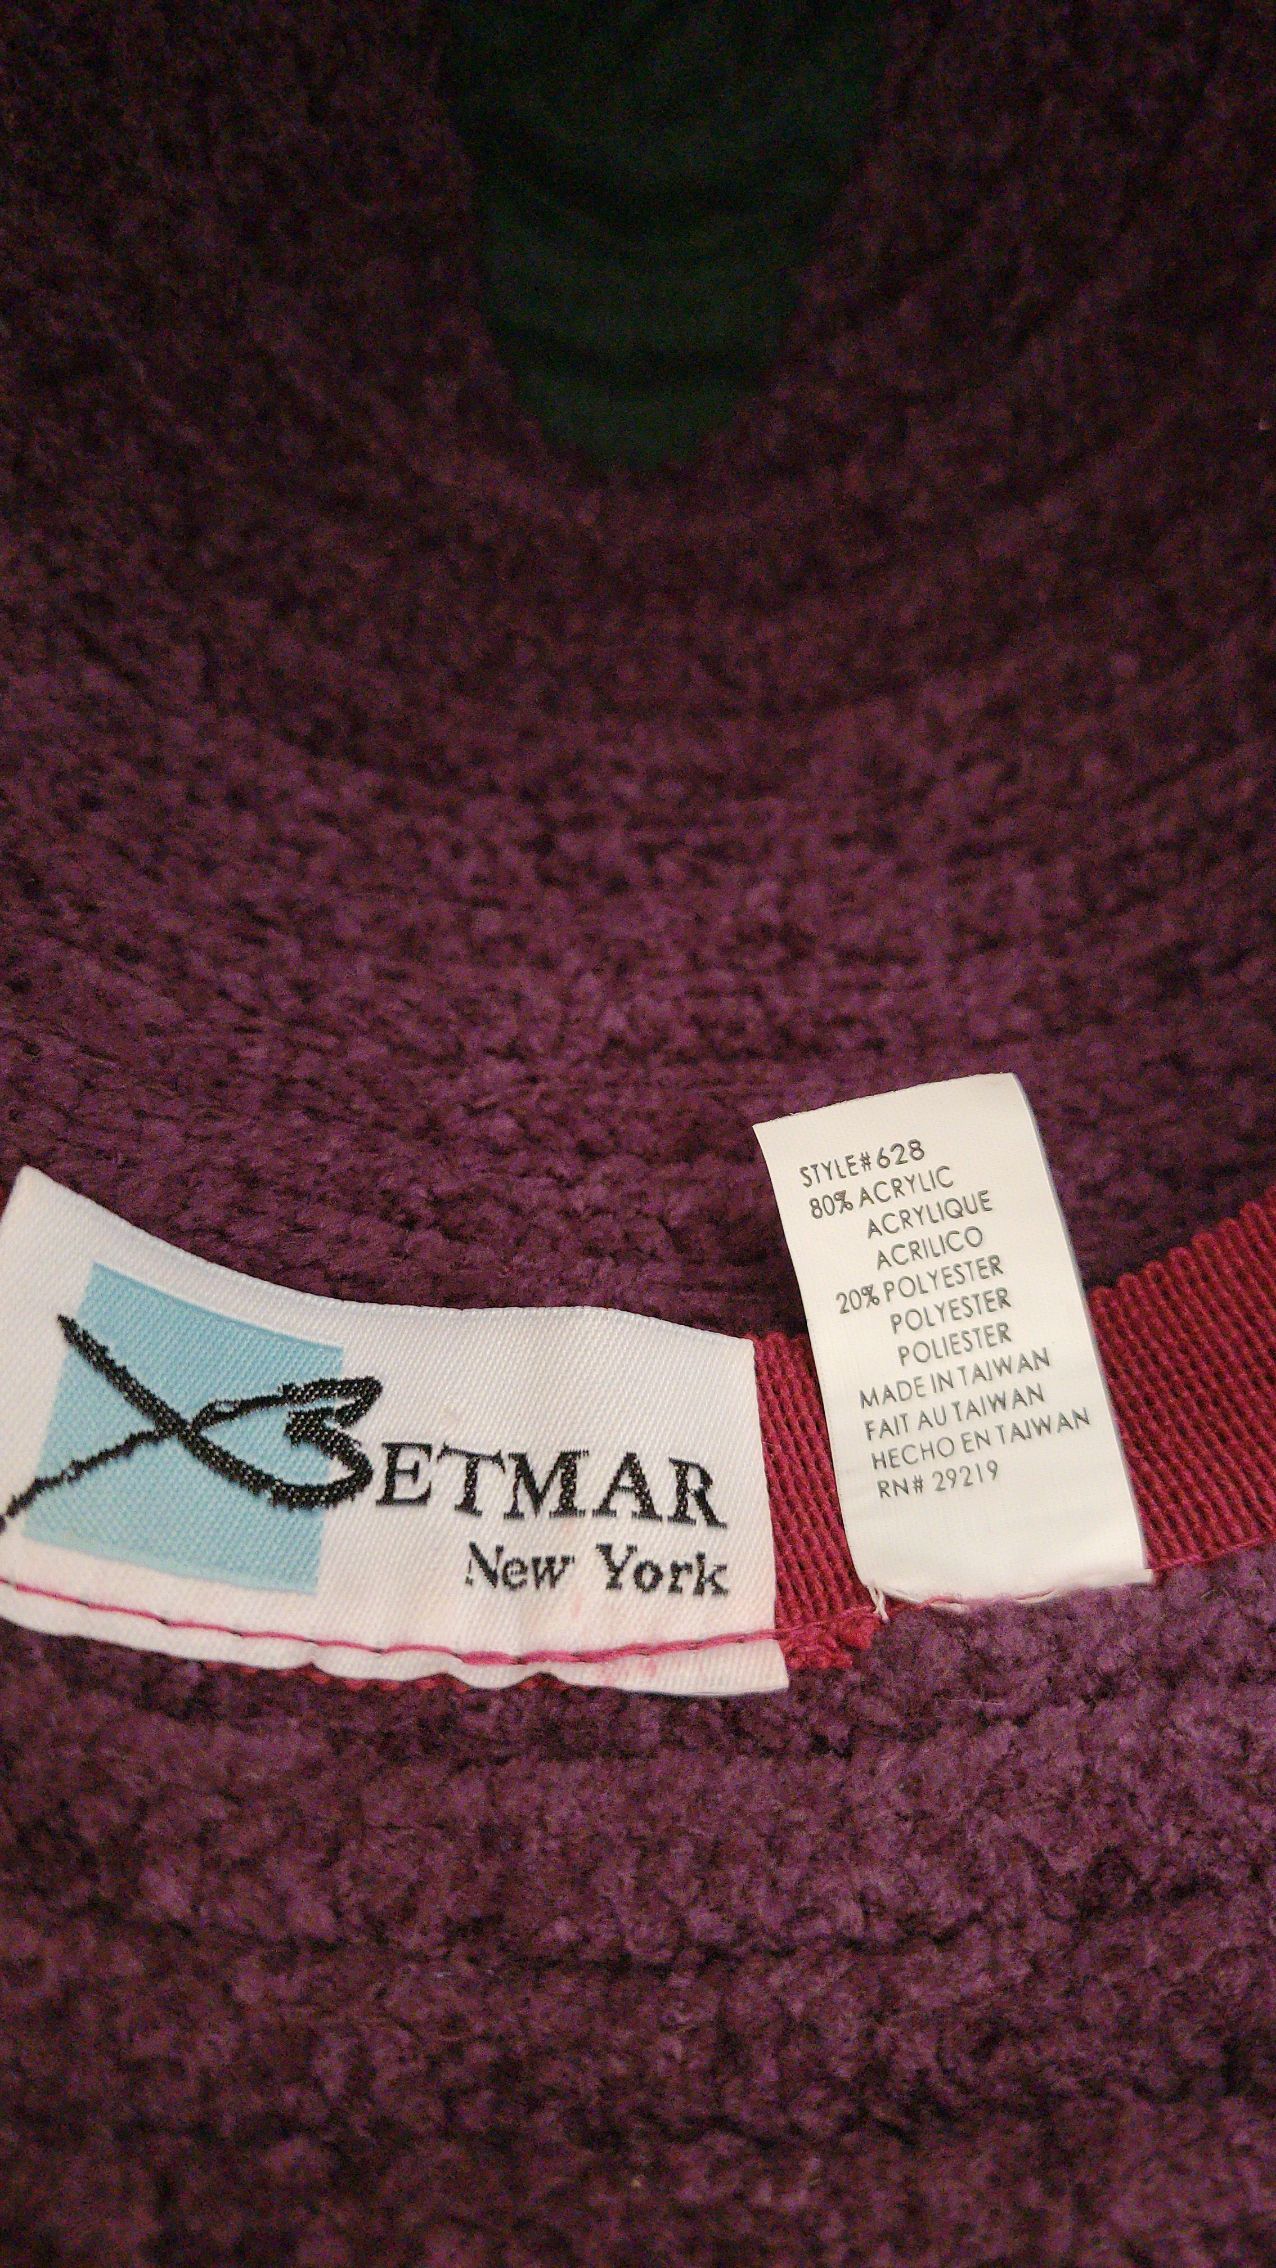 BETMAR
New York
STYLE#628
80% ACRYLIC
ACRYLIQUE
ACRILICO
20% POLYESTER
POLYESTER
POLIESTER
MADE IN TAIWAN
FAIT AU TAIWAN
HECHO EN TAIWAN
RN# 29219